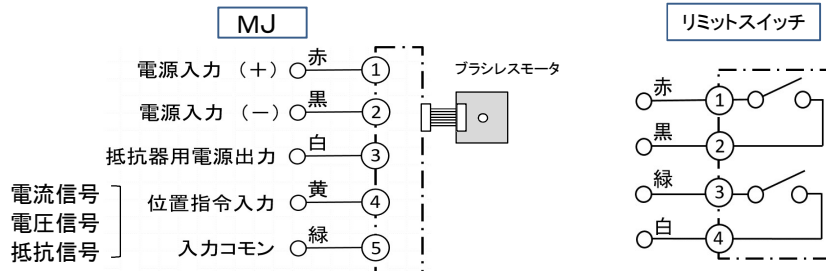 MJ
電源入力 (+) 赤 1
電源入力 (-) 黒 2
抵抗器用電源出力 白 3
位置指令入力 黄 4
入力コモン 緑 5
電流信号
電圧信号
抵抗信号
ブラシレスモータ
リミットスイッチ
赤 1
黒 2
緑 3
白 4